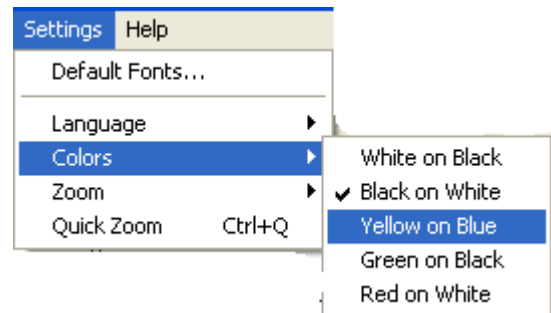 Settings Help
Default Fonts...
Language
Colors
Zoom
Quick Zoom Ctrl+Q
White on Black
Black on White
Yellow on Blue
Green on Black
Red on White